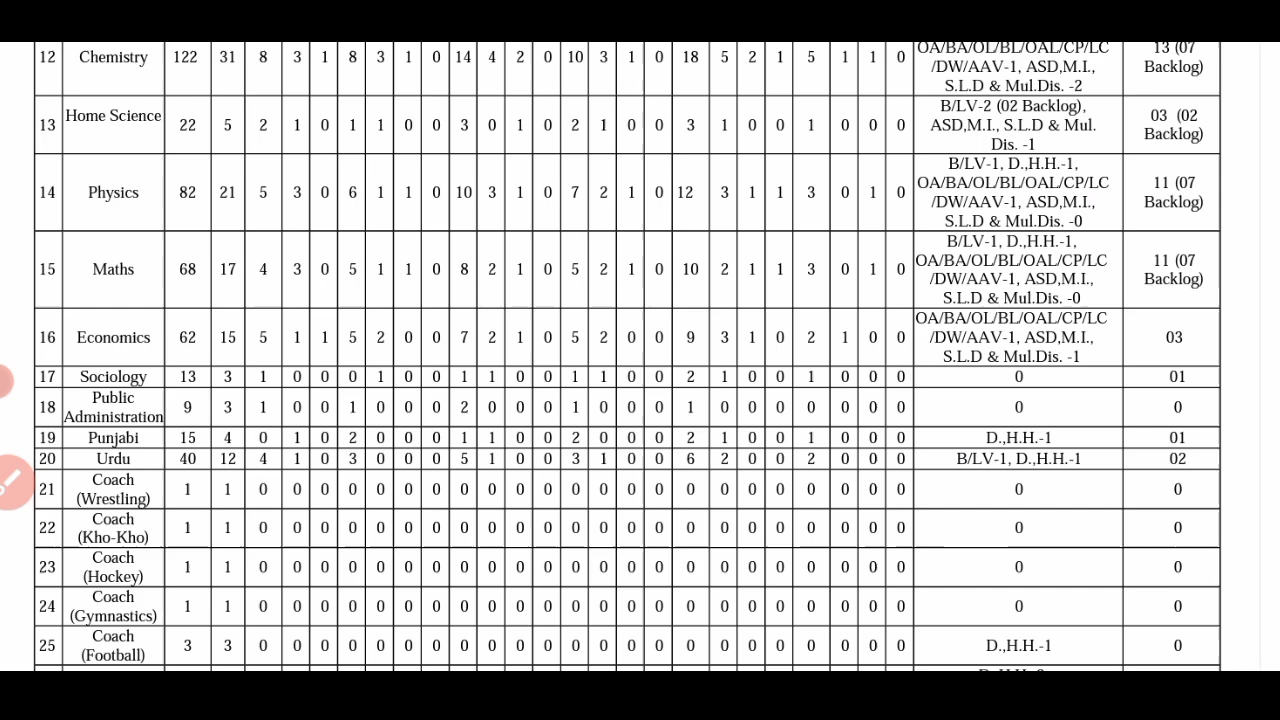 12 Chemistry 122 31 8 3 1 8 3 1 0 14 4 2 0 10 3 1 0 18 5 2 1 5 1 1 0 OA/BA/OL/BL/OAL/CP/LC 13 (07
/DW/AAV-1, ASD,M.I., Backlog)
S.L.D & Mul.Dis. -2
13 Home Science 22 5 2 1 0 1 1 0 0 3 0 1 0 2 1 0 0 3 1 0 0 1 0 0 0 B/LV-2 (02 Backlog), 03 (02
ASD,M.I., S.L.D & Mul. Backlog)
Dis. -1
14 Physics 82 21 5 3 0 6 1 1 0 10 3 1 0 7 2 1 0 12 3 1 1 3 0 1 0 B/LV-1, D.,H.H.-1, 11 (07
OA/BA/OL/BL/OAL/CP/LC Backlog)
/DW/AAV-1, ASD,M.I.,
S.L.D & Mul.Dis. -0
15 Maths 68 17 4 3 0 5 1 1 0 8 2 1 0 5 2 1 0 10 2 1 1 3 0 1 0 B/LV-1, D.,H.H.-1, 11 (07
OA/BA/OL/BL/OAL/CP/LC Backlog)
/DW/AAV-1, ASD,M.I.,
S.L.D & Mul.Dis. -0
16 Economics 62 15 5 1 1 5 2 0 0 7 2 1 0 5 2 0 0 9 3 1 0 2 1 0 0 OA/BA/OL/BL/OAL/CP/LC 03
/DW/AAV-1, ASD,M.I.,
S.L.D & Mul.Dis. -1
17 Sociology 13 3 1 0 0 0 1 0 0 1 1 0 0 1 1 0 0 2 1 0 0 1 0 0 0 0 01
18 Public 9 3 1 0 0 1 0 0 0 2 0 0 0 1 0 0 0 1 0 0 0 0 0 0 0 0 0
Administration
19 Punjabi 15 4 0 1 0 2 0 0 0 1 1 0 0 2 0 0 0 2 1 0 0 1 0 0 0 D.,H.H.-1 01
20 Urdu 40 12 4 1 0 3 0 0 0 5 1 0 0 3 1 0 0 6 2 0 0 2 0 0 0 B/LV-1, D.,H.H.-1 02
21 Coach 1 1 0 0 0 0 0 0 0 0 0 0 0 0 0 0 0 0 0 0 0 0 0 0 0 0 0
(Wrestling)
22 Coach 1 1 0 0 0 0 0 0 0 0 0 0 0 0 0 0 0 0 0 0 0 0 0 0 0 0 0
(Kho-Kho)
23 Coach 1 1 0 0 0 0 0 0 0 0 0 0 0 0 0 0 0 0 0 0 0 0 0 0 0 0 0
(Hockey)
24 Coach 1 1 0 0 0 0 0 0 0 0 0 0 0 0 0 0 0 0 0 0 0 0 0 0 0 0 0
(Gymnastics)
25 Coach 3 3 0 0 0 0 0 0 0 0 0 0 0 0 0 0 0 0 0 0 0 0 0 0 0 D.,H.H.-1 0
(Football)